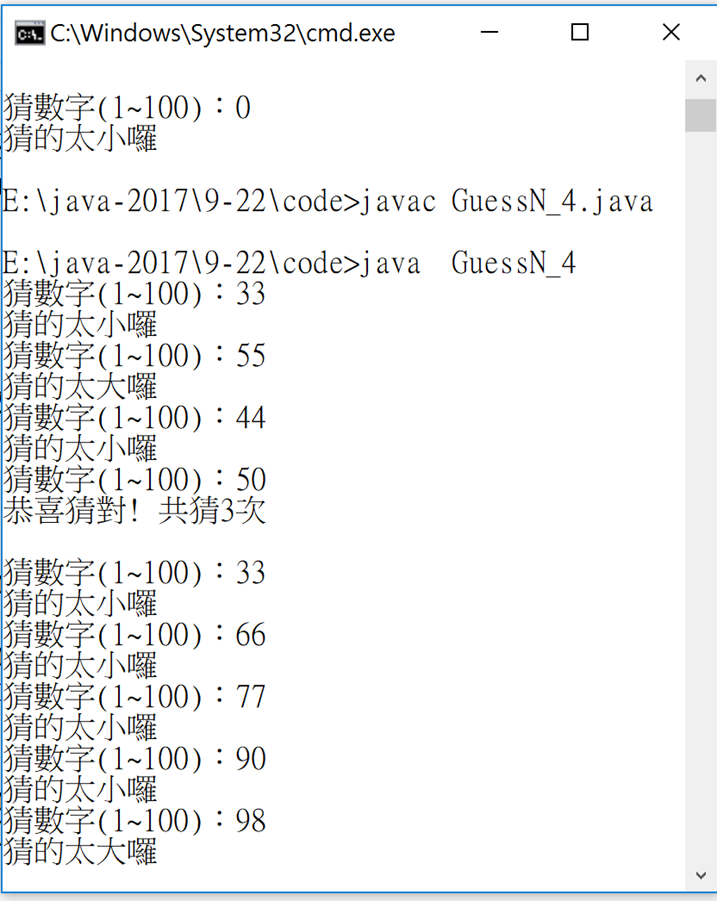 C:\Windows\System32\cmd.exe
猜數字(1~100)：0
猜的太小囉
E:\java-2017\9-22\code>javac GuessN_4.java
E:\java-2017\9-22\code>java  GuessN_4
猜數字(1~100)：33
猜的太小囉
猜數字(1~100)：55
猜的太大囉
猜數字(1~100)：44
猜的太小囉
猜數字(1~100)：50
恭喜猜對! 共猜3次
猜數字(1~100)：33
猜的太小囉
猜數字(1~100)：66
猜的太小囉
猜數字(1~100)：77
猜的太小囉
猜數字(1~100)：90
猜的太小囉
猜數字(1~100)：98
猜的太大囉